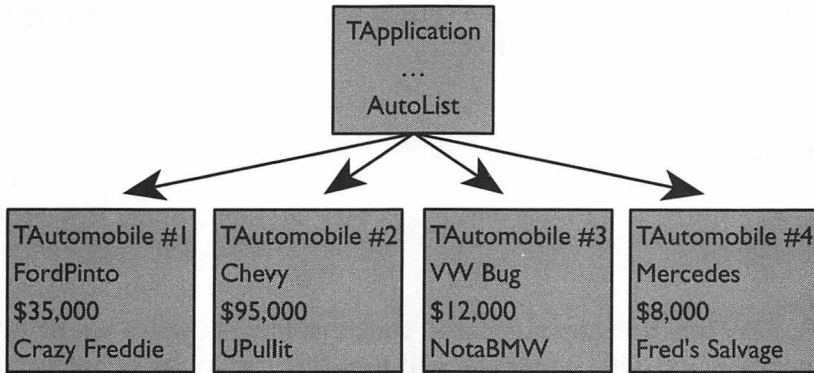 TApplication
...
AutoList
TAutomobile #1
FordPinto
$35,000
Crazy Freddie
TAutomobile #2
Chevy
$95,000
UPullit
TAutomobile #3
VW Bug
$12,000
NotaBMW
TAutomobile #4
Mercedes
$8,000
Fred's Salvage